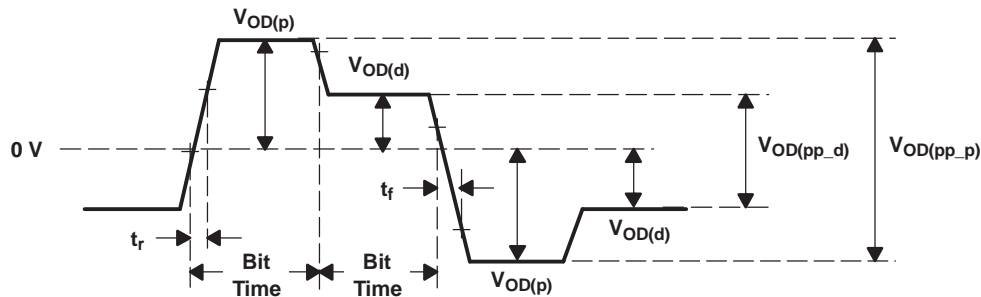 VOD(p)
VOD(d)
0 V
VOD(pp_d)
VOD(pp_p)
tf
tr
VOD(d)
Bit
Time
Bit
Time
VOD(p)